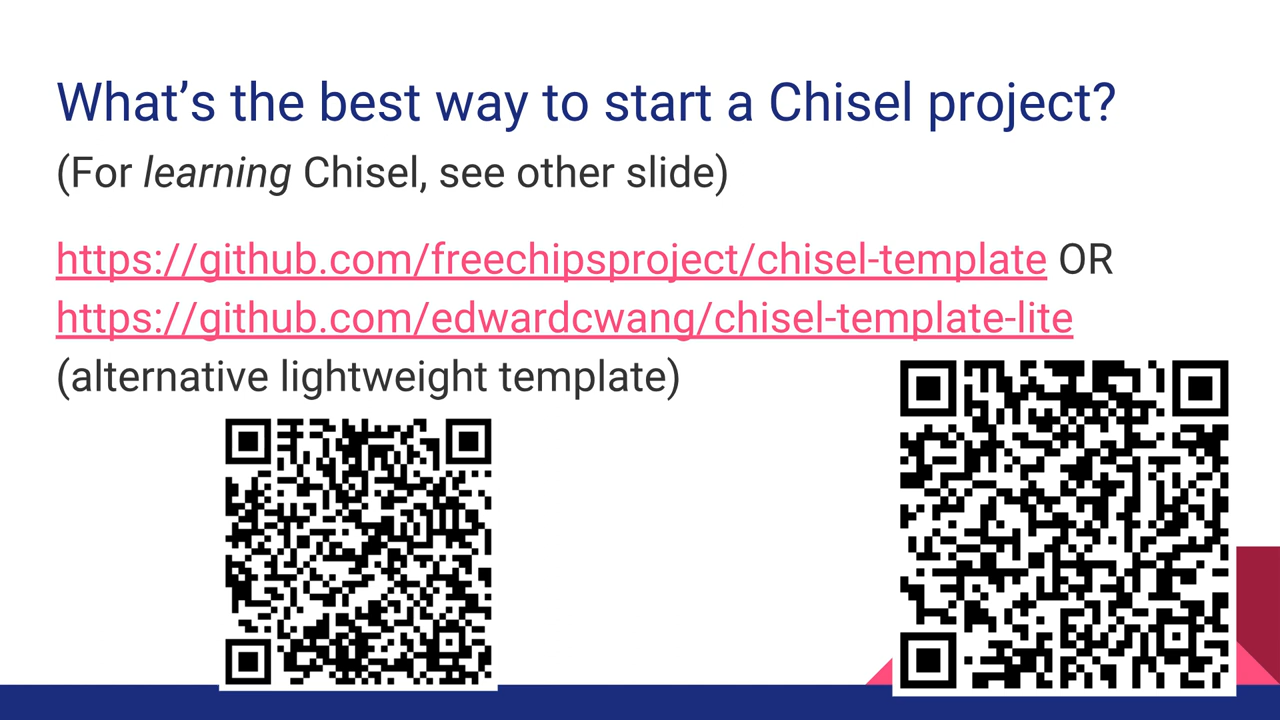 What’s the best way to start a Chisel project?
(For learning Chisel, see other slide)
https://github.com/freechipsproject/chisel-template OR
https://github.com/edwardcwang/chisel-template-lite
(alternative lightweight template)